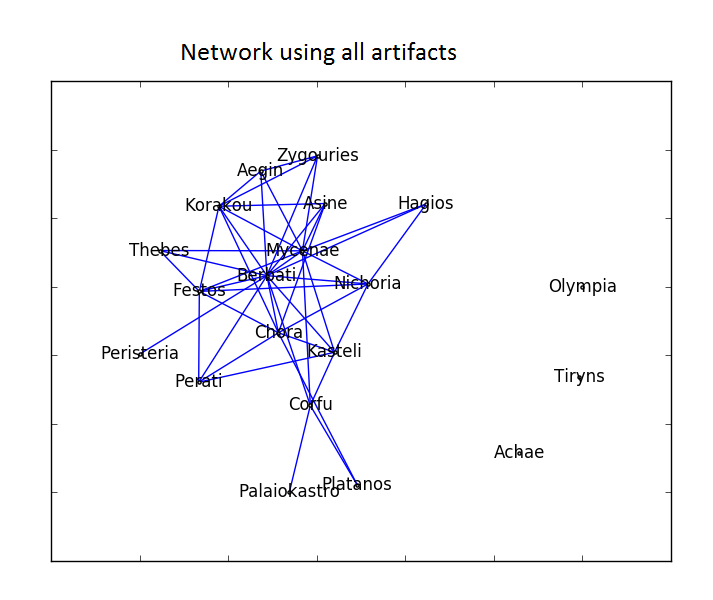 Network using all artifacts
Zygouries
Aegin
Korakou
Asine
Hagios
Thebes
Mycenae
Berbati
Nichoria
Festos
Olympia
Chora
Kasteli
Peristeria
Perati
Tiryns
Corfu
Achae
Platanos
Palaiokastro